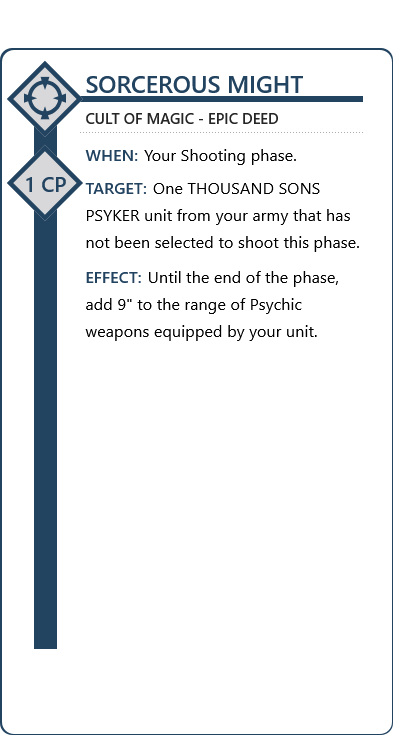 SORCEROUS MIGHT
CULT OF MAGIC - EPIC DEED
WHEN: Your Shooting phase.
1 CP
TARGET: One THOUSAND SONS
PSYKER unit from your army that has
not been selected to shoot this phase.
EFFECT: Until the end of the phase,
add 9" to the range of Psychic
weapons equipped by your unit.